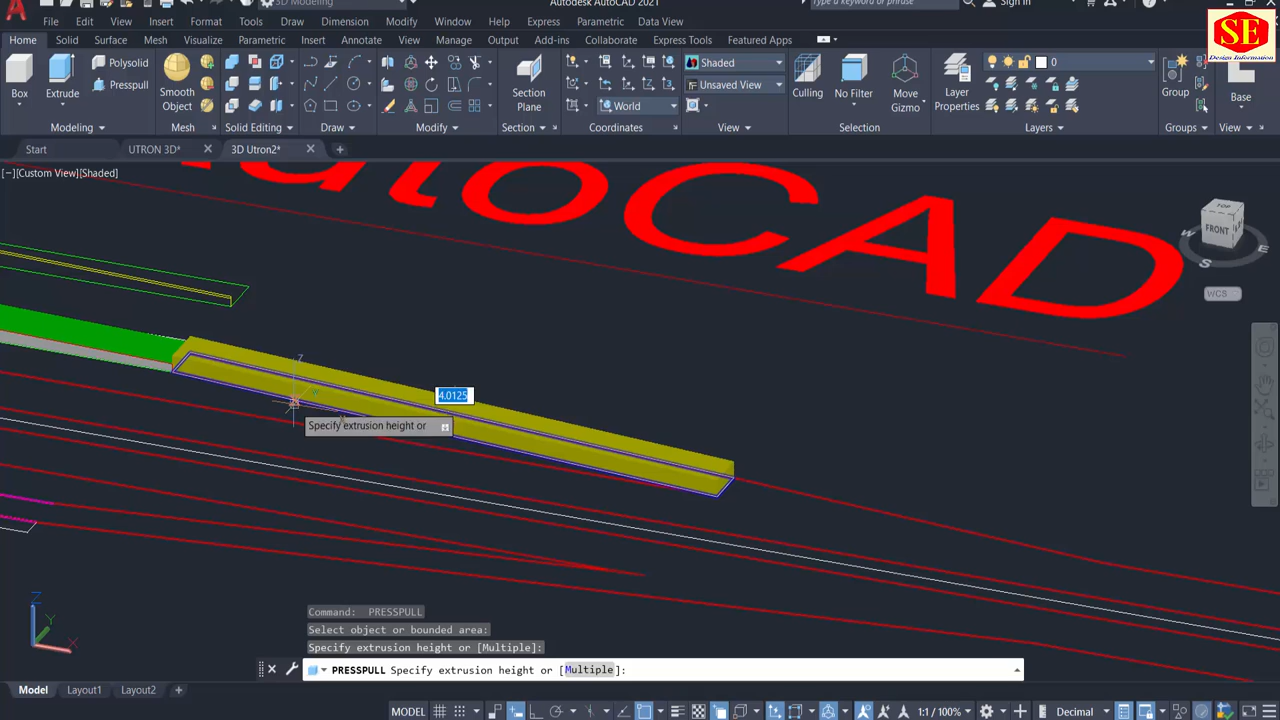 3D Modeling
Autodesk AutoCAD 2021
Type a keyword or phrase
Sign In
File Edit View Insert Format Tools Draw Dimension Modify Window Express Parametric Data View
Home Solid Surface Mesh Visualize Parametric Insert Annotate View Manage Output Collaborate Express Tools Featured Apps
SE
Design Information
Polysolid
Presspull
Box
Extrude
Smooth
Object
Section
Plane
World
Shaded
Unsaved View
Culling
No Filter
Move
Gizmo
Layer
Properties
0
Group
Base
Modeling
Mesh
Solid Editing
Draw
Modify
Section
Coordinates
View
Selection
Layers
Groups
View
Start UTRON 3D* 3D Utron2*
[–][Custom View][Shaded]
AutoCAD
TOP
FRONT
W
E
S
WCS
Z
4.0125
Specify extrusion height or
Z
Y
X
Command: PRESSPULL
Select object or bounded area:
Specify extrusion height or [Multiple]:
PRESSPULL Specify extrusion height or [Multiple]:
Model Layout1 Layout2
MODEL
1:1 / 100%
Decimal